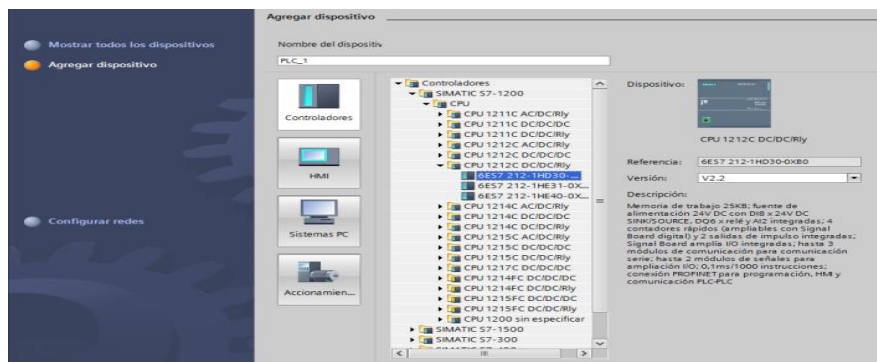 Agregar dispositivo
Mostrar todos los dispositivos
Agregar dispositivo
Configurar redes
Nombre del dispositiv
PLC_1
Controladores
HMI
Sistemas PC
Accionamien...
Controladores
SIMATIC S7-1200
CPU
CPU 1211C AC/DC/Rly
CPU 1211C DC/DC/DC
CPU 1211C DC/DC/Rly
CPU 1212C AC/DC/Rly
CPU 1212C DC/DC/DC
CPU 1212C DC/DC/Rly
6ES7 212-1HD30-...
6ES7 212-1HE31-0X...
6ES7 212-1HE40-0X...
CPU 1214C AC/DC/Rly
CPU 1214C DC/DC/DC
CPU 1214C DC/DC/Rly
CPU 1215C AC/DC/Rly
CPU 1215C DC/DC/DC
CPU 1215C DC/DC/Rly
CPU 1217C DC/DC/DC
CPU 1214FC DC/DC/DC
CPU 1214FC DC/DC/Rly
CPU 1215FC DC/DC/DC
CPU 1215FC DC/DC/Rly
CPU 1200 sin especificar
SIMATIC S7-1500
SIMATIC S7-300
Dispositivo:
CPU 1212C DC/DC/Rly
Referencia:
6ES7 212-1HD30-0XB0
Versión:
V2.2
Descripción:
Memoria de trabajo 25KB; fuente de
alimentación 24V DC con DI8 x 24V DC
SINK/SOURCE, DQ6 x relé y AI2 integradas; 4
contadores rápidos (ampliables con Signal
Board digital) y 2 salidas de impulso integradas;
Signal Board amplía I/O integradas; hasta 3
módulos de comunicación para comunicación
serie; hasta 2 módulos de señales para
ampliación I/O; 0,1ms/1000 instrucciones;
conexión PROFINET para programación, HMI y
comunicación PLC-PLC